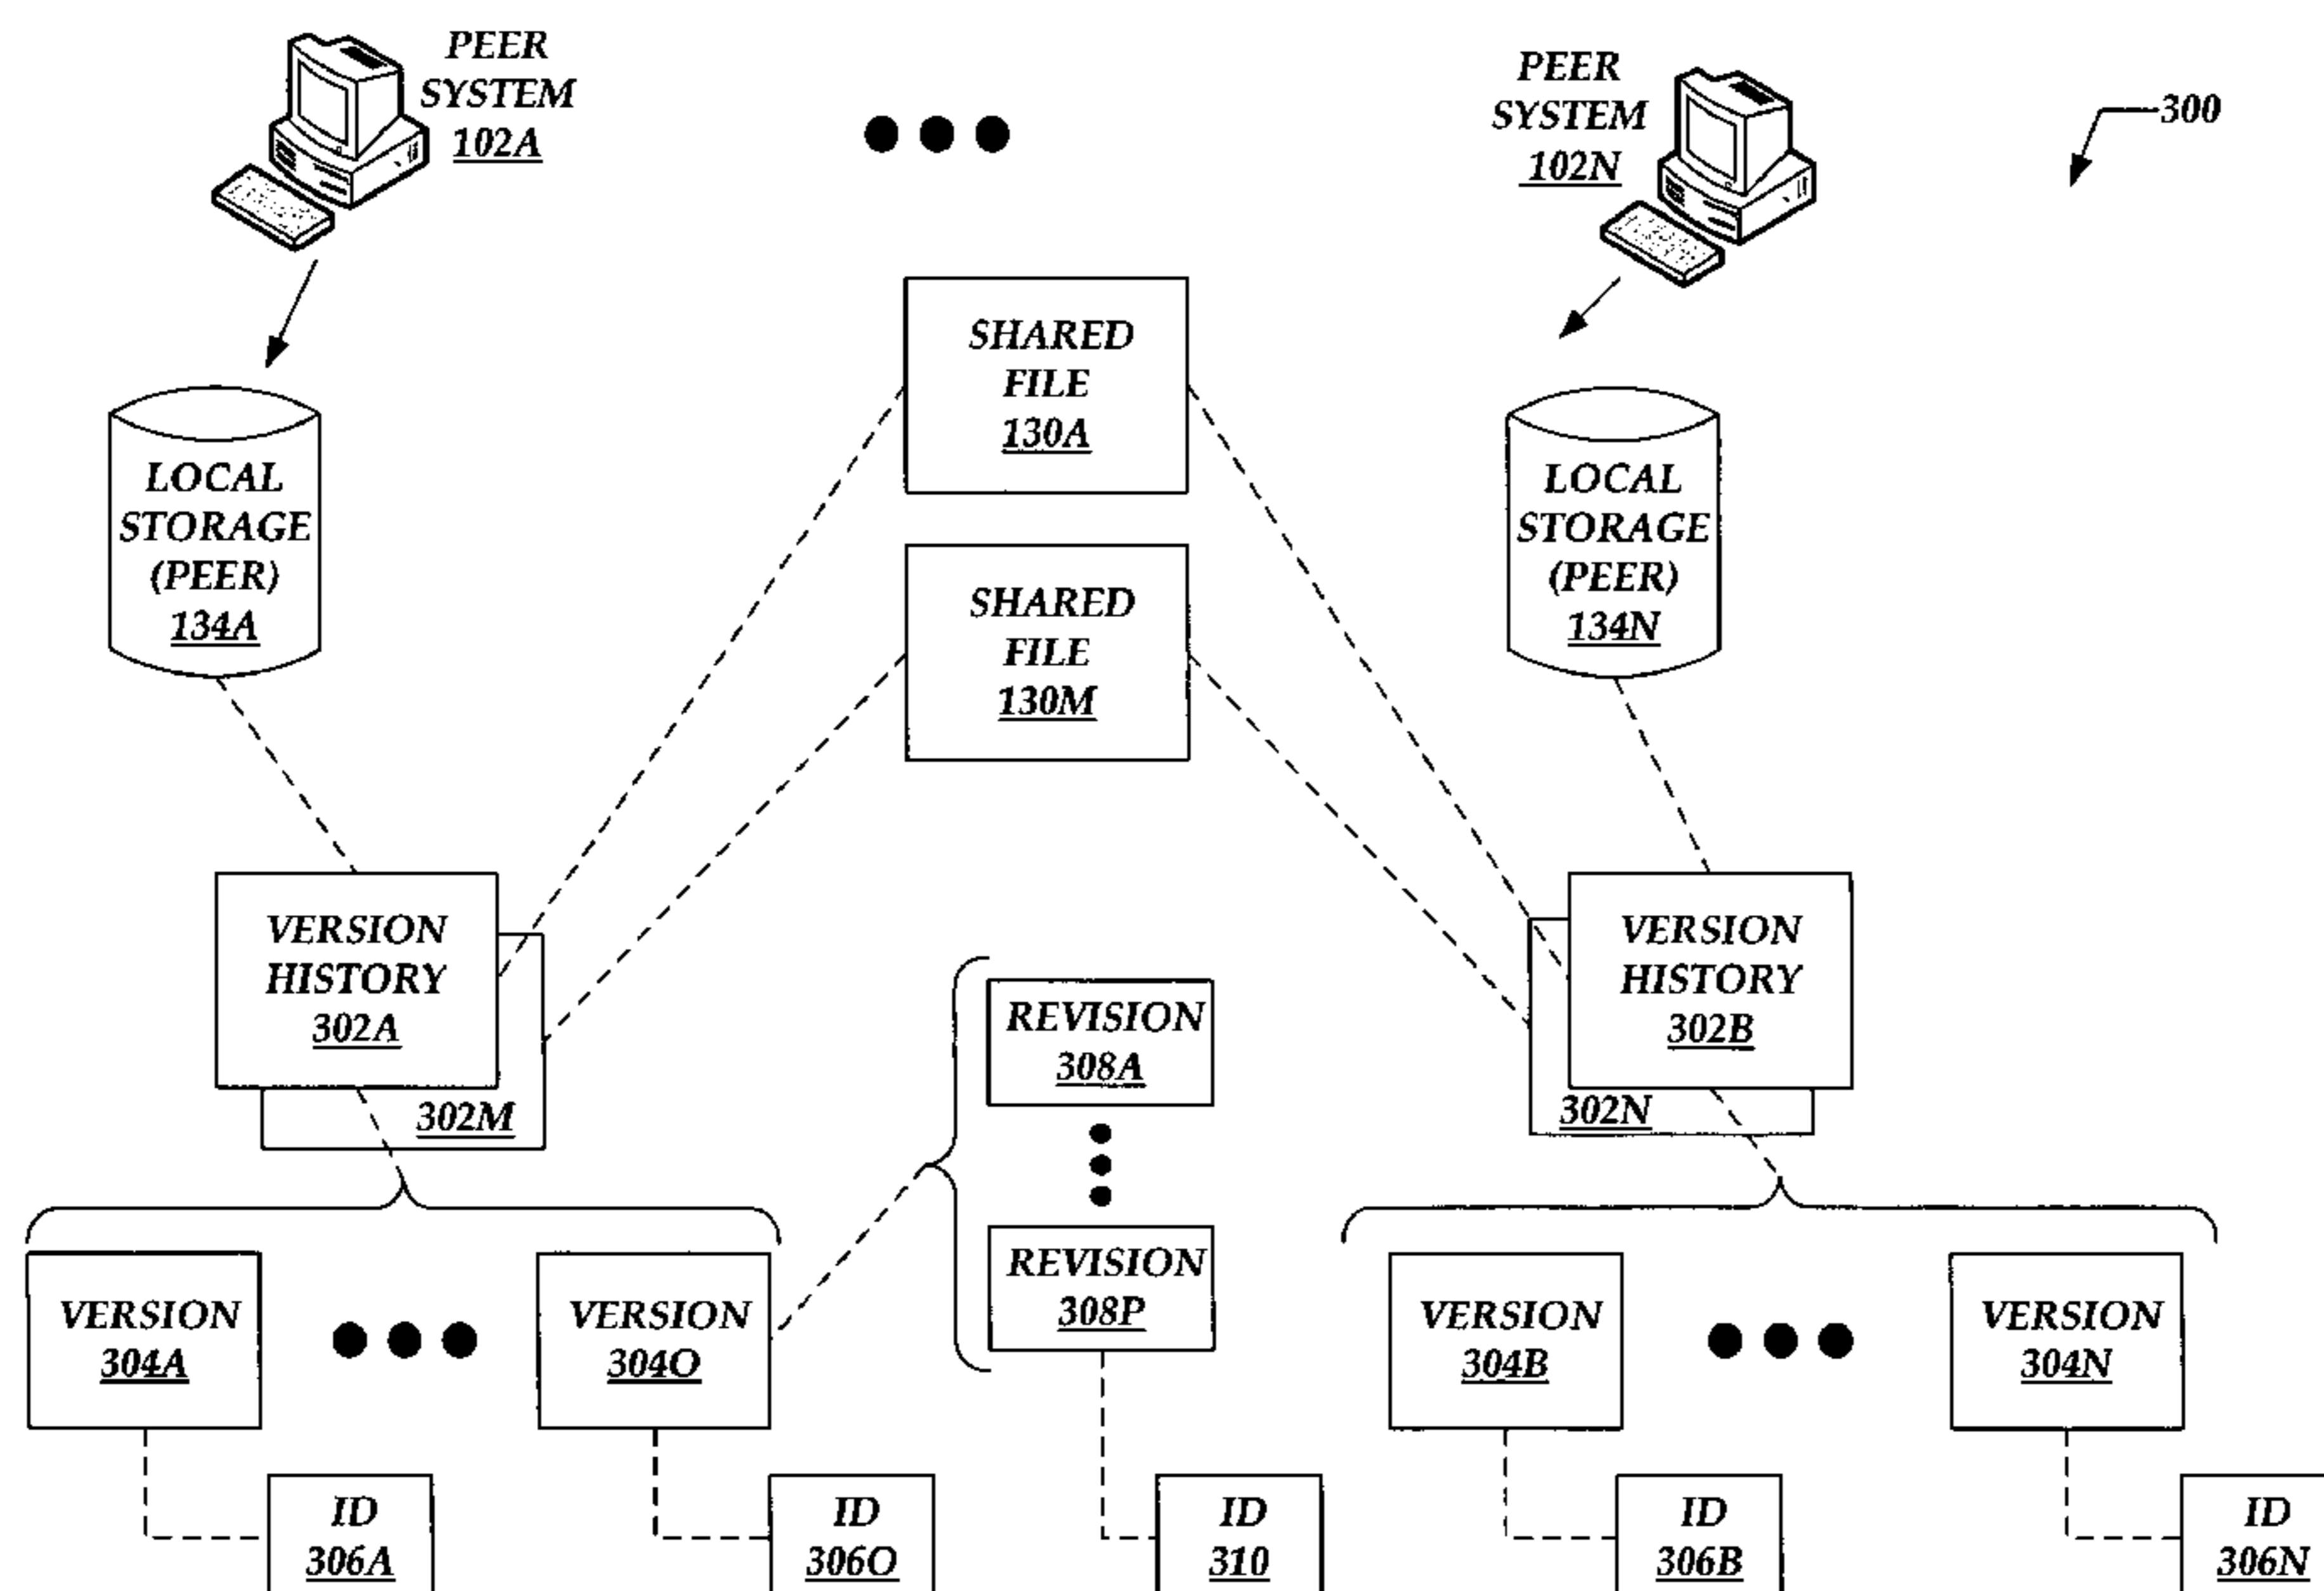 PEER
SYSTEM
102A
PEER
SYSTEM
102N
300
SHARED
FILE
130A
LOCAL
STORAGE
(PEER)
134A
LOCAL
STORAGE
(PEER)
134N
SHARED
FILE
130M
VERSION
HISTORY
302A
302M
VERSION
HISTORY
302B
302N
REVISION
308A
REVISION
308P
VERSION
304A
VERSION
304O
VERSION
304B
VERSION
304N
ID
306A
ID
306O
ID
310
ID
306B
ID
306N